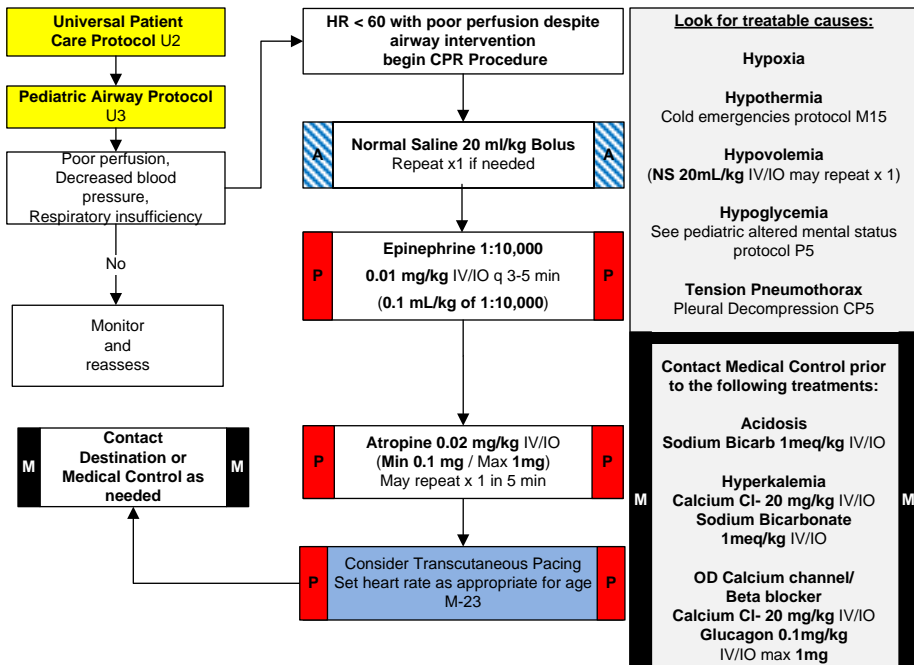 Universal Patient
Care Protocol U2
Pediatric Airway Protocol
U3
Poor perfusion,
Decreased blood
pressure,
Respiratory insufficiency
No
Monitor
and
reassess
HR < 60 with poor perfusion despite
airway intervention
begin CPR Procedure
A
Normal Saline 20 ml/kg Bolus
Repeat x1 if needed
A
P
Epinephrine 1:10,000
0.01 mg/kg IV/IO q 3-5 min
(0.1 mL/kg of 1:10,000)
P
P
Atropine 0.02 mg/kg IV/IO
(Min 0.1 mg / Max 1mg)
May repeat x 1 in 5 min
P
P
Consider Transcutaneous Pacing
Set heart rate as appropriate for age
M-23
P
M
Contact
Destination or
Medical Control as
needed
M
Look for treatable causes:
Hypoxia
Hypothermia
Cold emergencies protocol M15
Hypovolemia
(NS 20mL/kg IV/IO may repeat x 1)
Hypoglycemia
See pediatric altered mental status
protocol P5
Tension Pneumothorax
Pleural Decompression CP5
M
Contact Medical Control prior
to the following treatments:
Acidosis
Sodium Bicarb 1meq/kg IV/IO
Hyperkalemia
Calcium Cl- 20 mg/kg IV/IO
Sodium Bicarbonate
1meq/kg IV/IO
OD Calcium channel/
Beta blocker
Calcium Cl- 20 mg/kg IV/IO
Glucagon 0.1mg/kg
IV/IO max 1mg
M